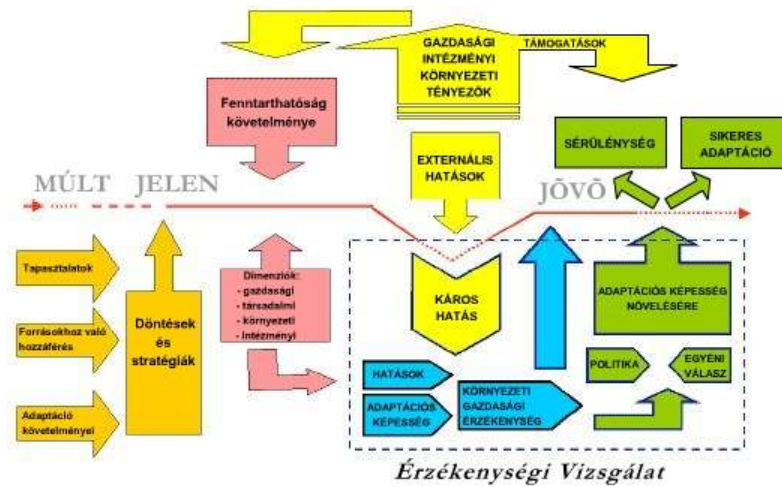 GAZDASÁGI
INTÉZMÉNYI
KÖRNYEZETI
TÉNYEZŐK
TÁMOGATÁSOK
Fenntarthatóság
követelménye
EXTERNÁLIS
HATÁSOK
SÉRÜLÉNYSÉG
SIKERES
ADAPTÁCIÓ
MÚLT
JELEN
JÖVÕ
Tapasztalatok
Forrásokhoz való
hozzáférés
Adaptáció
követelményei
Döntések
és
stratégiák
Dimenziók:
- gazdasági
- társadalmi
- környezeti
- intézményi
KÁROS
HATÁS
ADAPTÁCIÓS KÉPESSÉG
NÖVELÉSÉRE
HATÁSOK
ADAPTÁCIÓS
KÉPESSÉG
KÖRNYEZETI
GAZDASÁGI
ÉRZÉKENYSÉG
POLITIKA
EGYÉNI
VÁLASZ
Érzékenységi Vizsgálat